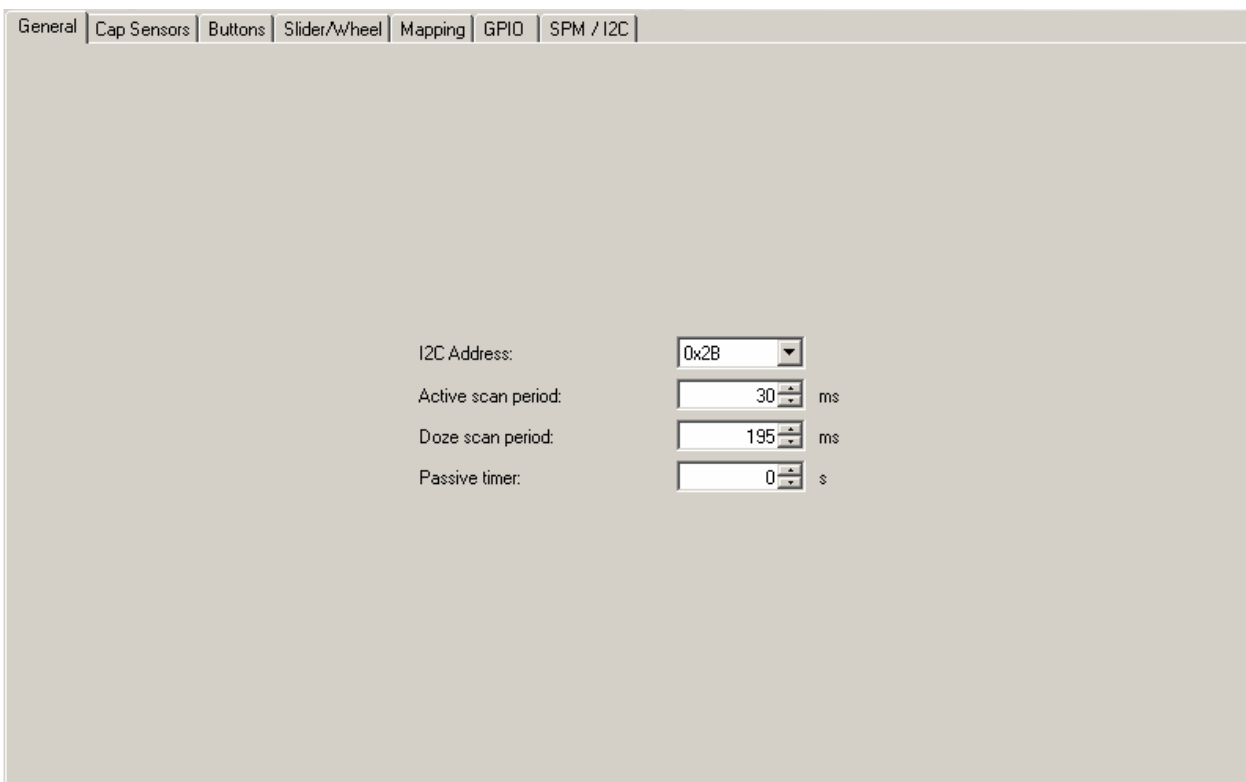 General Cap Sensors Buttons Slider/Wheel Mapping GPIO SPM / I2C
I2C Address: 0x2B
Active scan period: 30 ms
Doze scan period: 195 ms
Passive timer: 0 s